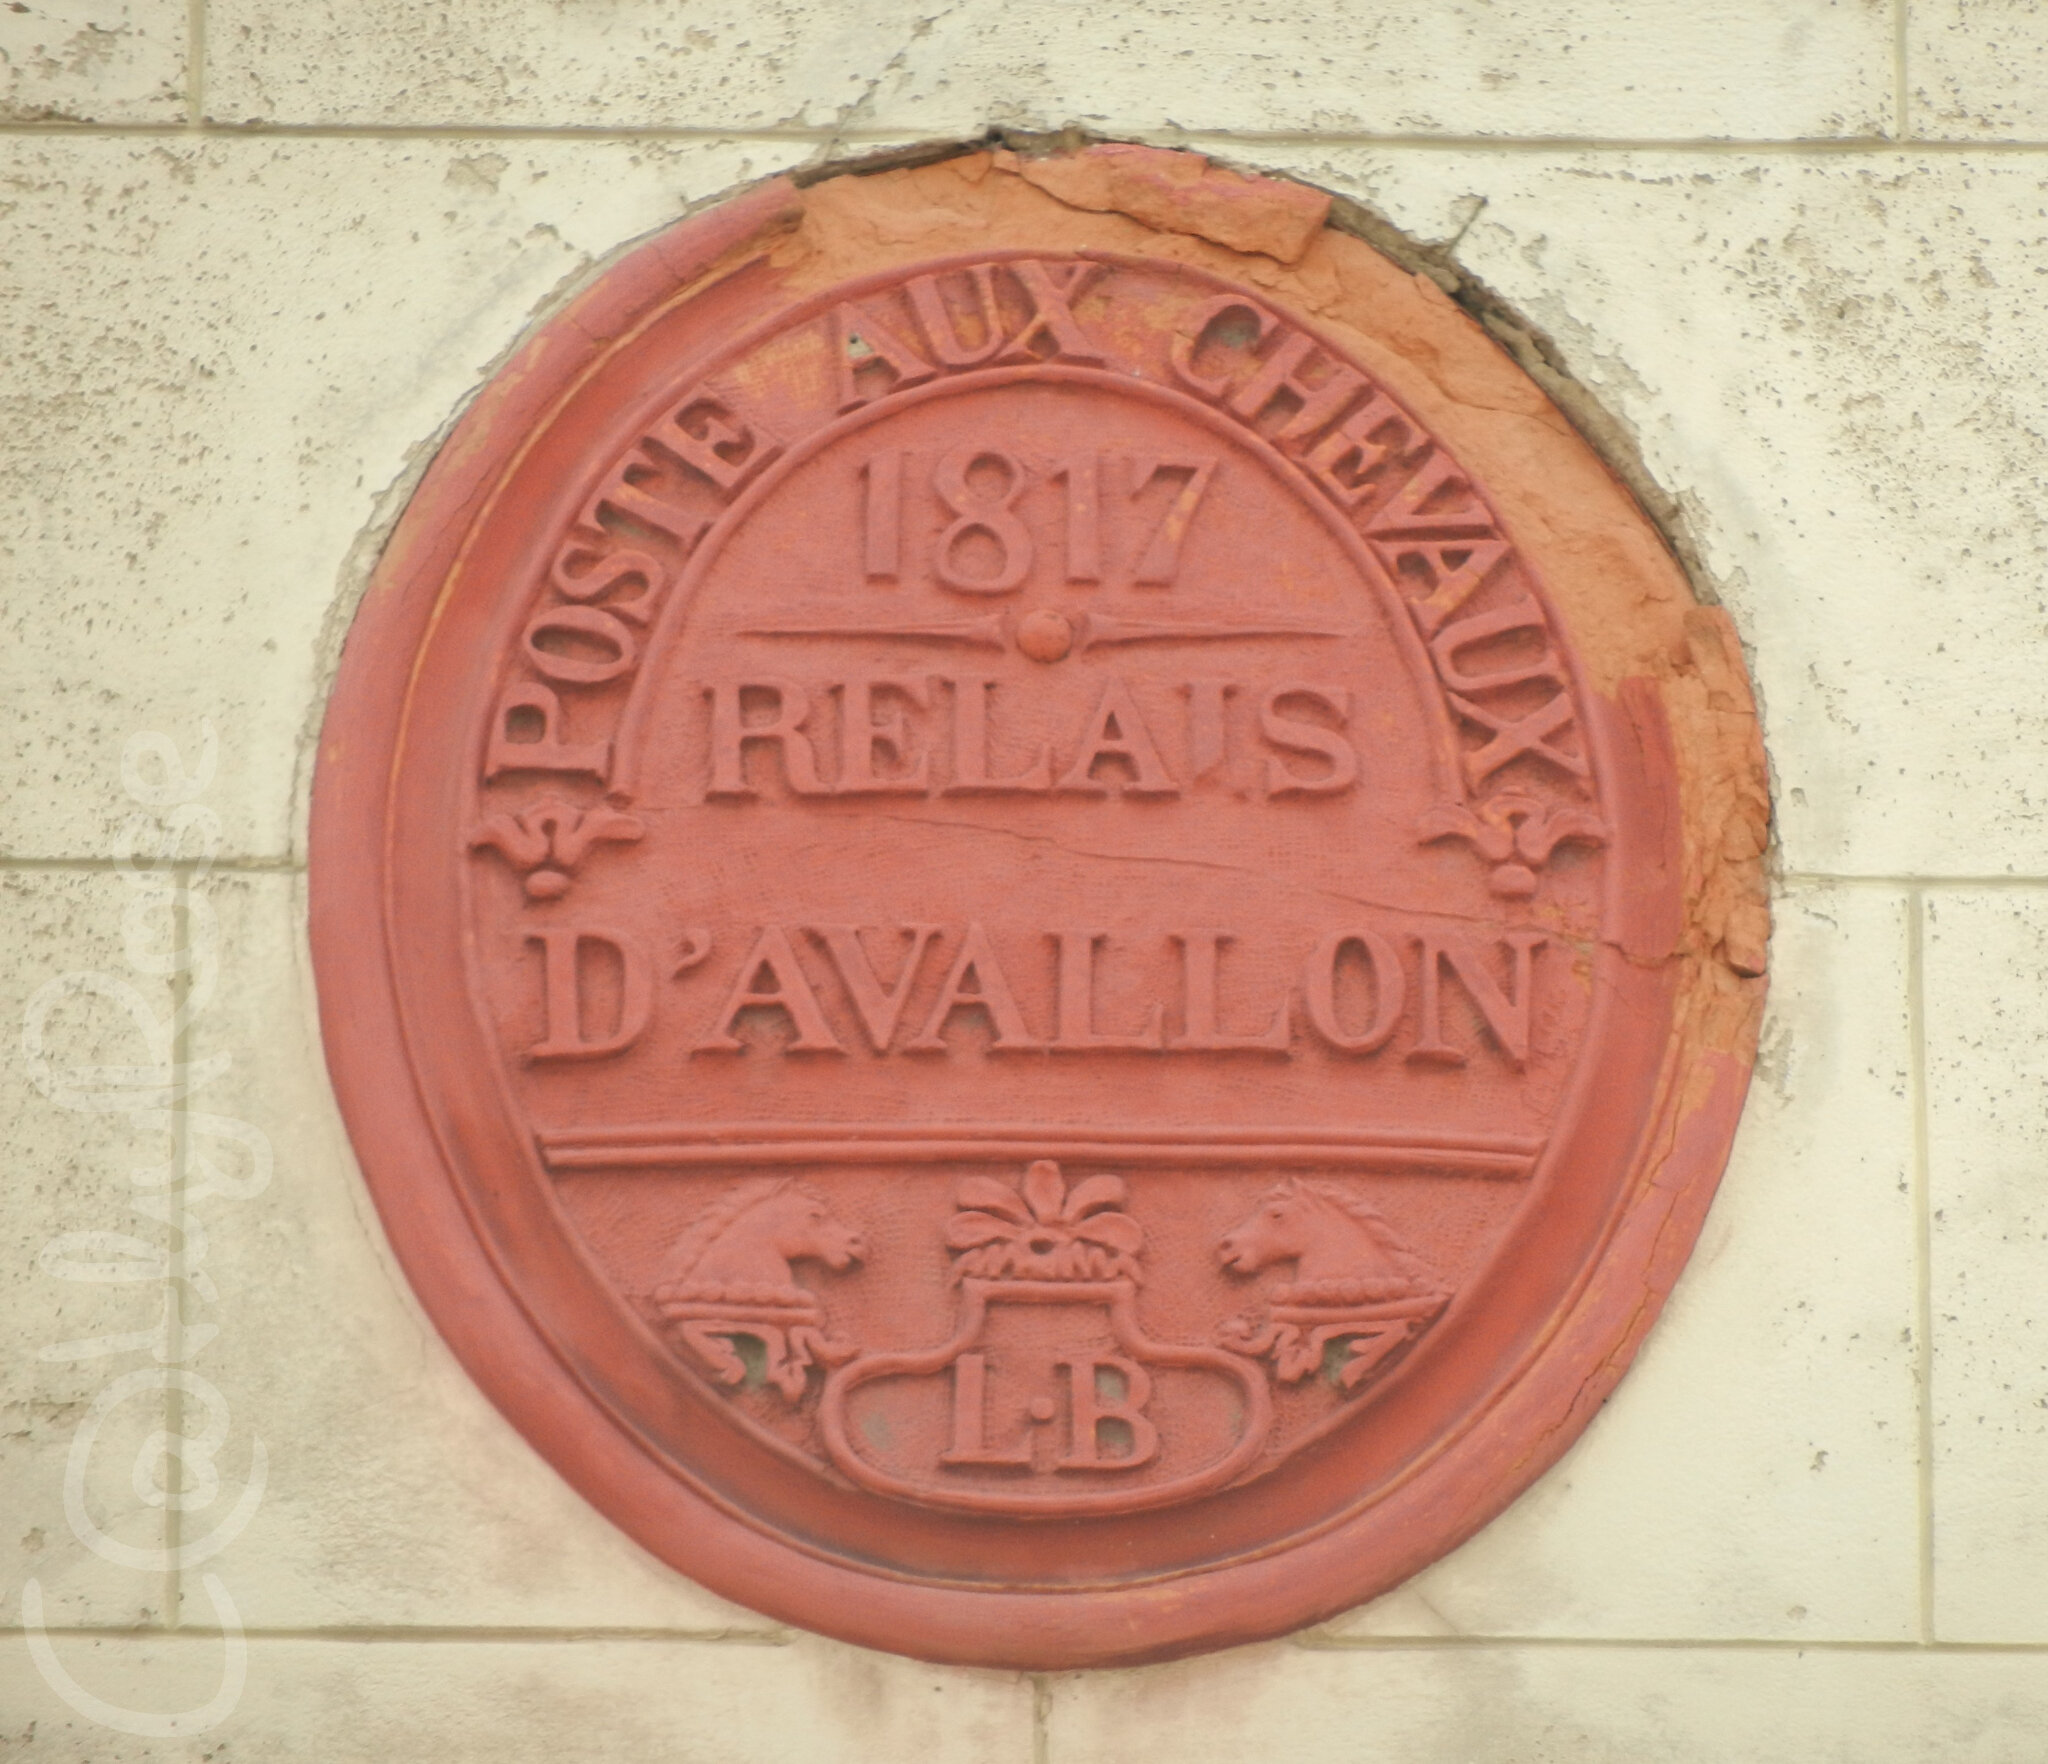 POSTE AUX CHEVAUX
1817
RELAIS
D'AVALLON
L·B